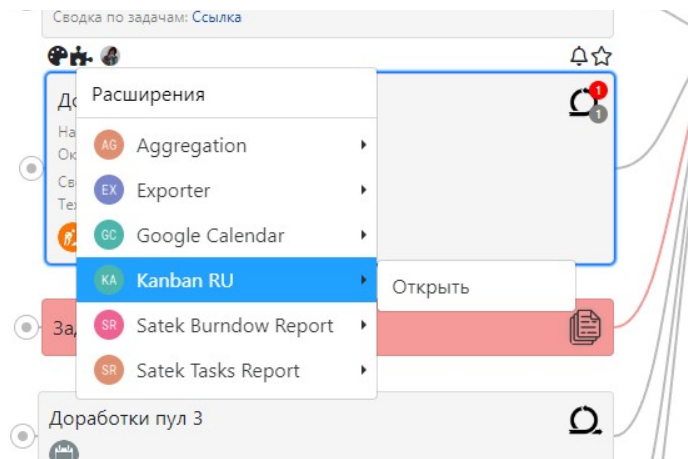 Сводка по задачам: Ссылка
Расширения
1
1
AG Aggregation
EX Exporter
GC Google Calendar
KA Kanban RU
Открыть
SR Satek Burndow Report
SR Satek Tasks Report
Доработки пул 3